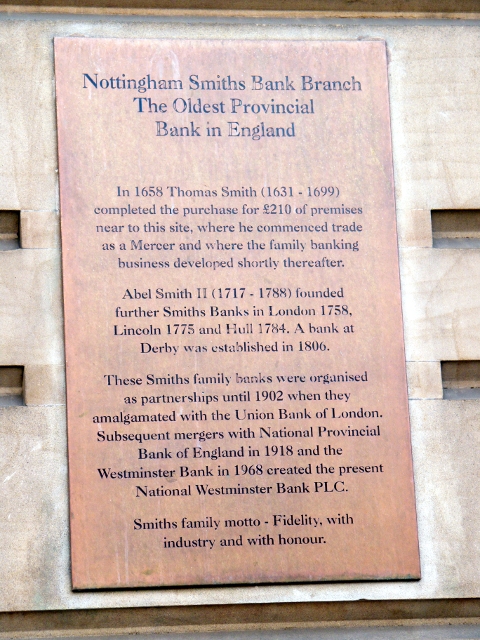 Nottingham Smiths Bank Branch
The Oldest Provincial
Bank in England
In 1658 Thomas Smith (1631 - 1699)
completed the purchase for £210 of premises
near to this site, where he commenced trade
as a Mercer and where the family banking
business developed shortly thereafter.
Abel Smith II (1717 - 1788) founded
further Smiths Banks in London 1758,
Lincoln 1775 and Hull 1784. A bank at
Derby was established in 1806.
These Smiths family banks were organised
as partnerships until 1902 when they
amalgamated with the Union Bank of London.
Subsequent mergers with National Provincial
Bank of England in 1918 and the
Westminster Bank in 1968 created the present
National Westminster Bank PLC.
Smiths family motto - Fidelity, with
industry and with honour.